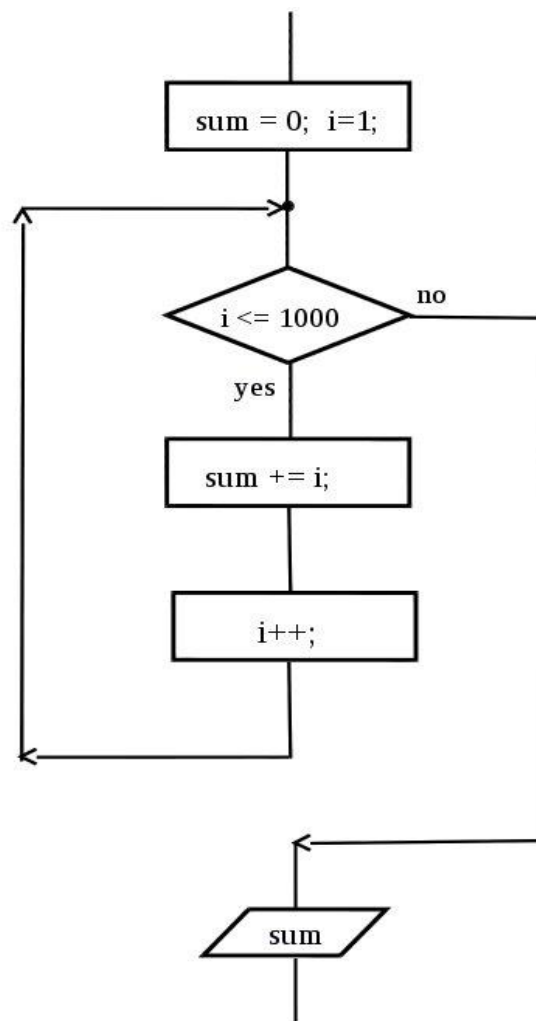 sum = 0; i=1;
i <= 1000
no
yes
sum += i;
i++;
sum